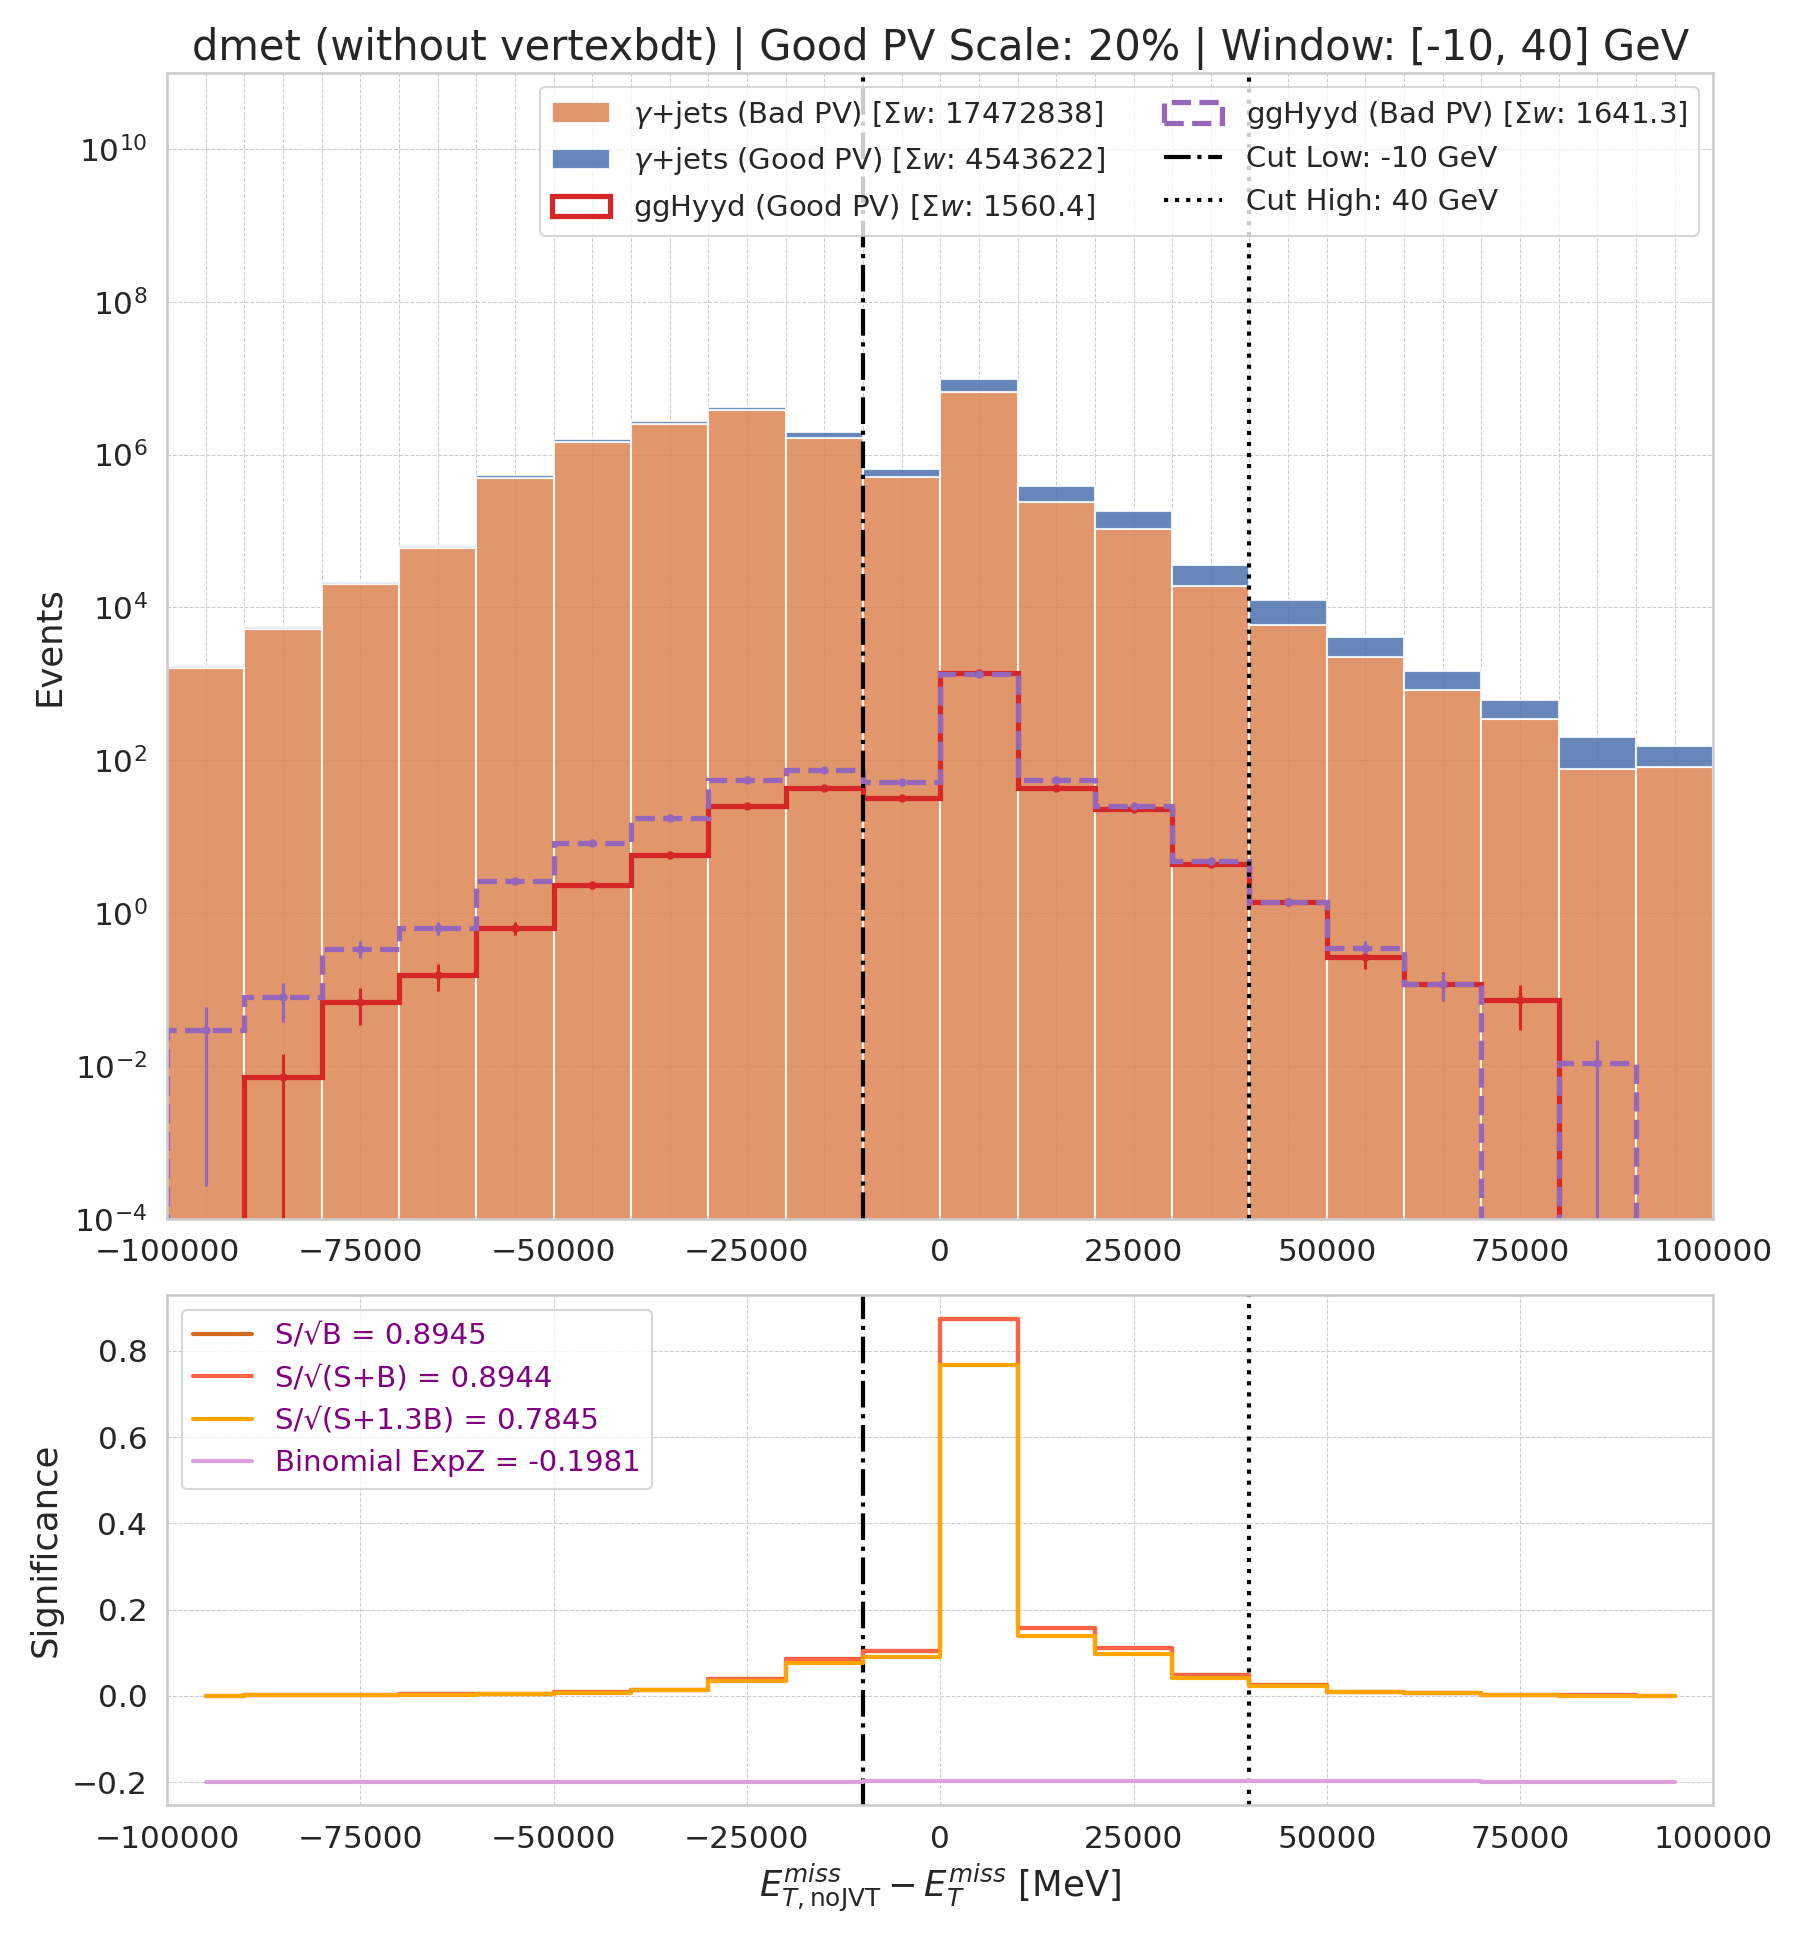 dmet (without vertexbdt) | Good PV Scale: 20% | Window: [-10, 40] GeV
γ+jets (Bad PV) [Σw: 17472838]
γ+jets (Good PV) [Σw: 4543622]
ggHyyd (Good PV) [Σw: 1560.4]
ggHyyd (Bad PV) [Σw: 1641.3]
Cut Low: -10 GeV
Cut High: 40 GeV
Events
10^10
10^8
10^6
10^4
10^2
10^0
10^−2
10^−4
−100000 −75000 −50000 −25000 0 25000 50000 75000 100000
S/√B = 0.8945
S/√(S+B) = 0.8944
S/√(S+1.3B) = 0.7845
Binomial ExpZ = -0.1981
Significance
0.8
0.6
0.4
0.2
0.0
−0.2
−100000 −75000 −50000 −25000 0 25000 50000 75000 100000
E_{T,noJVT}^{miss} − E_T^{miss} [MeV]